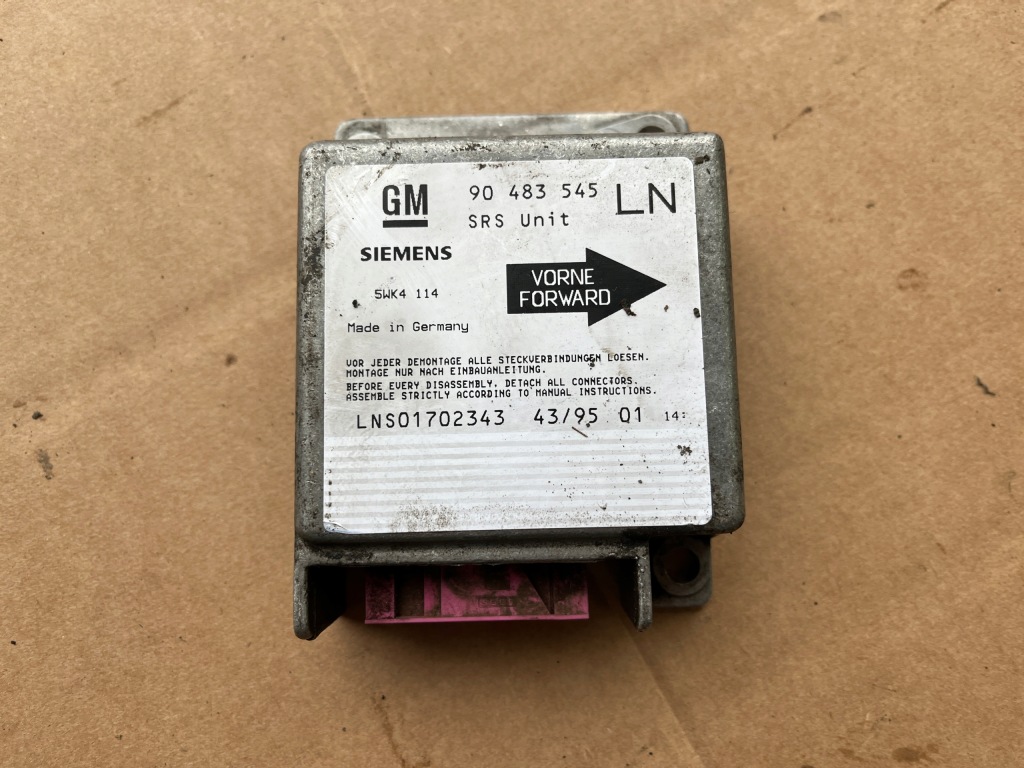 GM
90 483 545 LN
SRS Unit
SIEMENS
VORNE
FORWARD
5WK4 114
Made in Germany
VOR JEDER DEMONTAGE ALLE STECKVERBINDUNGEN LOESEN.
MONTAGE NUR NACH EINBAUANLEITUNG.
BEFORE EVERY DISASSEMBLY, DETACH ALL CONNECTORS.
ASSEMBLE STRICTLY ACCORDING TO MANUAL INSTRUCTIONS.
LNS01702343 43/95 01 14: